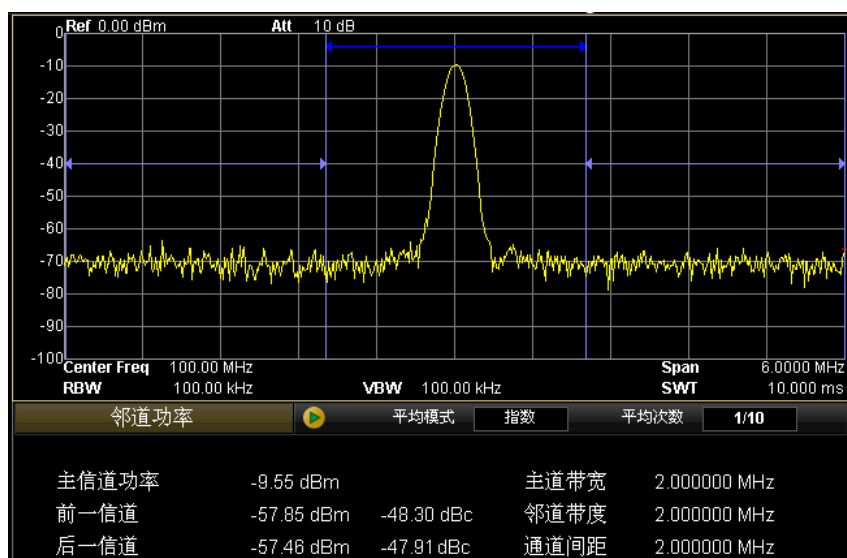 Ref 0.00 dBm Att 10 dB
0
-10
-20
-30
-40
-50
-60
-70
-80
-90
-100
Center Freq 100.00 MHz Span 6.0000 MHz
RBW 100.00 kHz VBW 100.00 kHz SWT 10.000 ms
邻道功率 平均模式 指数 平均次数 1/10
主信道功率 -9.55 dBm 主道带宽 2.000000 MHz
前一信道 -57.85 dBm -48.30 dBc 邻道带度 2.000000 MHz
后一信道 -57.46 dBm -47.91 dBc 通道间距 2.000000 MHz